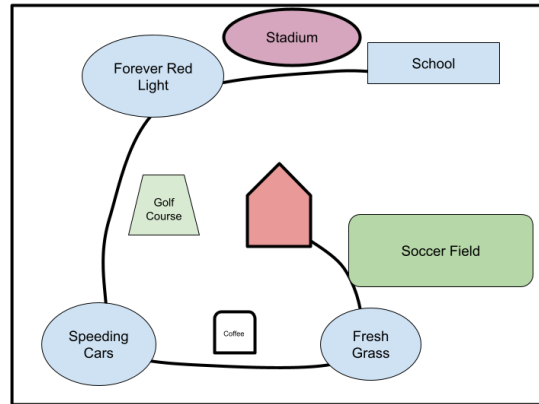 Stadium
Forever Red
Light
School
Golf
Course
Soccer Field
Speeding
Cars
Coffee
Fresh
Grass